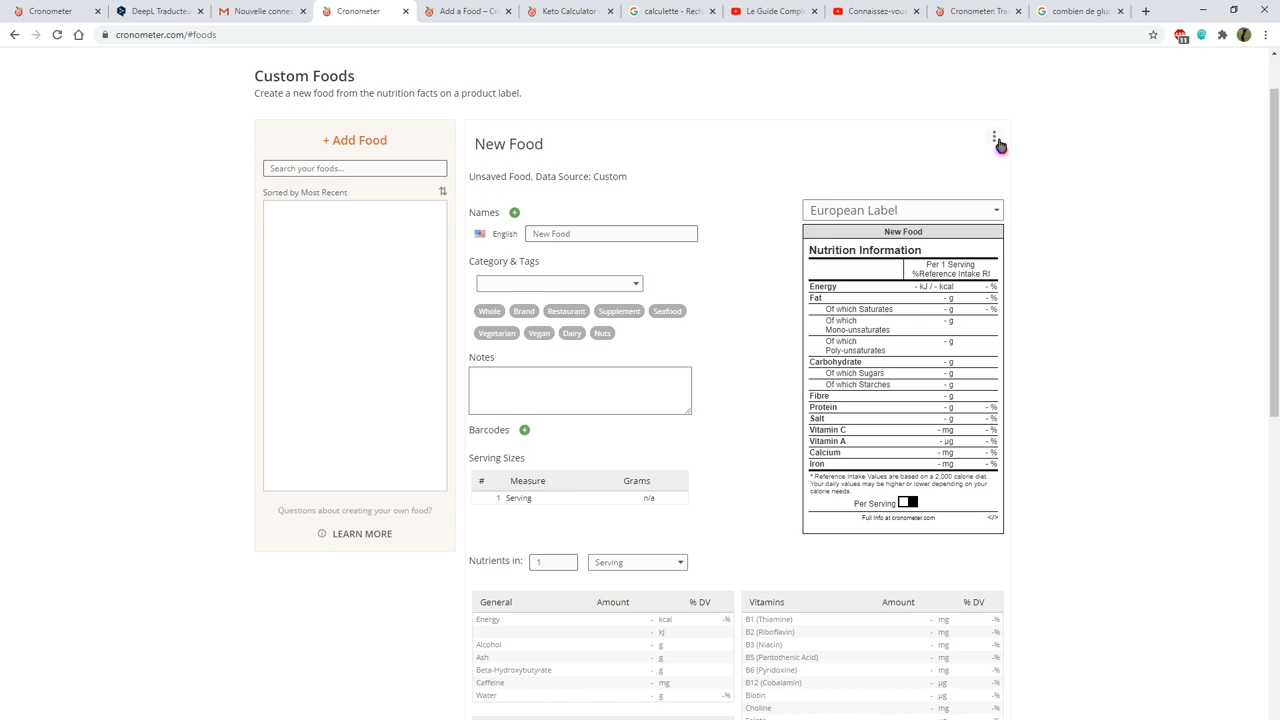 Cronometer
DeepL Traducteu
Nouvelle connex
Cronometer
Add a Food – Cro
Keto Calculator -
calculette - Rech
Le Guide Comple
Connaissez-vous
Cronometer: Tra
combien de gluc
cronometer.com/#foods
11
Custom Foods
Create a new food from the nutrition facts on a product label.
+ Add Food
Search your foods...
Sorted by Most Recent
Questions about creating your own food?
LEARN MORE
New Food
Unsaved Food, Data Source: Custom
Names
English
New Food
Category & Tags
Whole Brand Restaurant Supplement Seafood
Vegetarian Vegan Dairy Nuts
Notes
Barcodes
Serving Sizes
# Measure Grams
1 Serving n/a
European Label
New Food
Nutrition Information
Per 1 Serving
%Reference Intake RI
Energy - kJ / - kcal - %
Fat - g - %
Of which Saturates - g - %
Of which
Mono-unsaturates - g
Of which
Poly-unsaturates - g
Carbohydrate - g
Of which Sugars - g
Of which Starches - g
Fibre - g
Protein - g - %
Salt - g - %
Vitamin C - mg - %
Vitamin A - µg - %
Calcium - mg - %
Iron - mg - %
* Reference Intake Values are based on a 2,000 calorie diet.
Your daily values may be higher or lower depending on your
calorie needs.
Per Serving
Full Info at cronometer.com </>
Nutrients in: 1 Serving
General Amount % DV
Energy - kcal -%
- kJ
Alcohol - g
Ash - g
Beta-Hydroxybutyrate - g
Caffeine - mg
Water - g -%
Vitamins Amount % DV
B1 (Thiamine) - mg -%
B2 (Riboflavin) - mg -%
B3 (Niacin) - mg -%
B5 (Pantothenic Acid) - mg -%
B6 (Pyridoxine) - mg -%
B12 (Cobalamin) - µg -%
Biotin - µg -%
Choline - mg -%